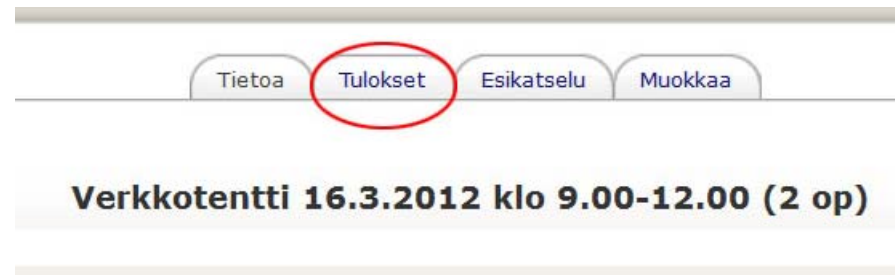 Tietoa Tulokset Esikatselu Muokkaa
Verkkotentti 16.3.2012 klo 9.00-12.00 (2 op)